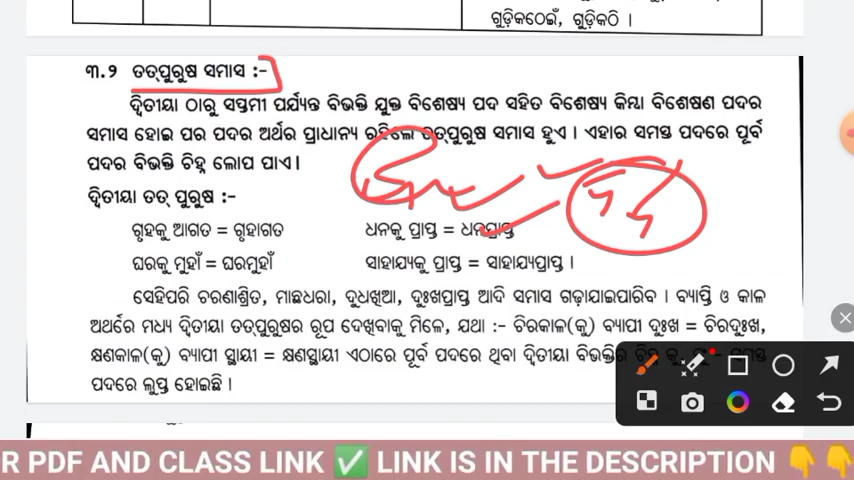 ଗୁଡ଼ିକଠେଇଁ, ଗୁଡ଼ିକଠି ।
୩.୨ ତତ୍ପୁରୁଷ ସମାସ :-
ଦ୍ୱିତୀୟା ଠାରୁ ସପ୍ତମୀ ପର୍ଯ୍ୟନ୍ତ ବିଭକ୍ତି ଯୁକ୍ତ ବିଶେଷ୍ୟ ପଦ ସହିତ ବିଶେଷ୍ୟ କିମ୍ବା ବିଶେଷଣ ପଦର
ସମାସ ହୋଇ ପର ପଦର ଅର୍ଥର ପ୍ରାଧାନ୍ୟ ରହିଲେ ତତ୍ପୁରୁଷ ସମାସ ହୁଏ । ଏହାର ସମସ୍ତ ପଦରେ ପୂର୍ବ
ପଦର ବିଭକ୍ତି ଚିହ୍ନ ଲୋପ ପାଏ ।
ଦ୍ୱିତୀୟା ତତ୍ ପୁରୁଷ :-
ଗୃହକୁ ଆଗତ = ଗୃହାଗତ ଧନକୁ ପ୍ରାପ୍ତ = ଧନପ୍ରାପ୍ତ
ଘରକୁ ମୁହାଁ = ଘରମୁହାଁ ସାହାଯ୍ୟକୁ ପ୍ରାପ୍ତ = ସାହାଯ୍ୟପ୍ରାପ୍ତ ।
ସେହିପରି ଚରଣାଶ୍ରିତ, ମାଛଧରା, ଦୁଧଖିଆ, ଦୁଃଖପ୍ରାପ୍ତ ଆଦି ସମାସ ଗଢ଼ାଯାଇପାରିବ । ବ୍ୟାପ୍ତି ଓ କାଳ
ଅର୍ଥରେ ମଧ୍ୟ ଦ୍ୱିତୀୟା ତତ୍ପୁରୁଷର ରୂପ ଦେଖିବାକୁ ମିଳେ, ଯଥା :- ଚିରକାଳ(କୁ) ବ୍ୟାପୀ ଦୁଃଖ = ଚିରଦୁଃଖ,
କ୍ଷଣକାଳ(କୁ) ବ୍ୟାପୀ ସ୍ଥାୟୀ = କ୍ଷଣସ୍ଥାୟୀ ଏଠାରେ ପୂର୍ବ ପଦରେ ଥିବା ଦ୍ୱିତୀୟା ବିଭକ୍ତିର
ପଦରେ ଲୁପ୍ତ ହୋଇଛି ।
R PDF AND CLASS LINK ✅ LINK IS IN THE DESCRIPTION 👇👇